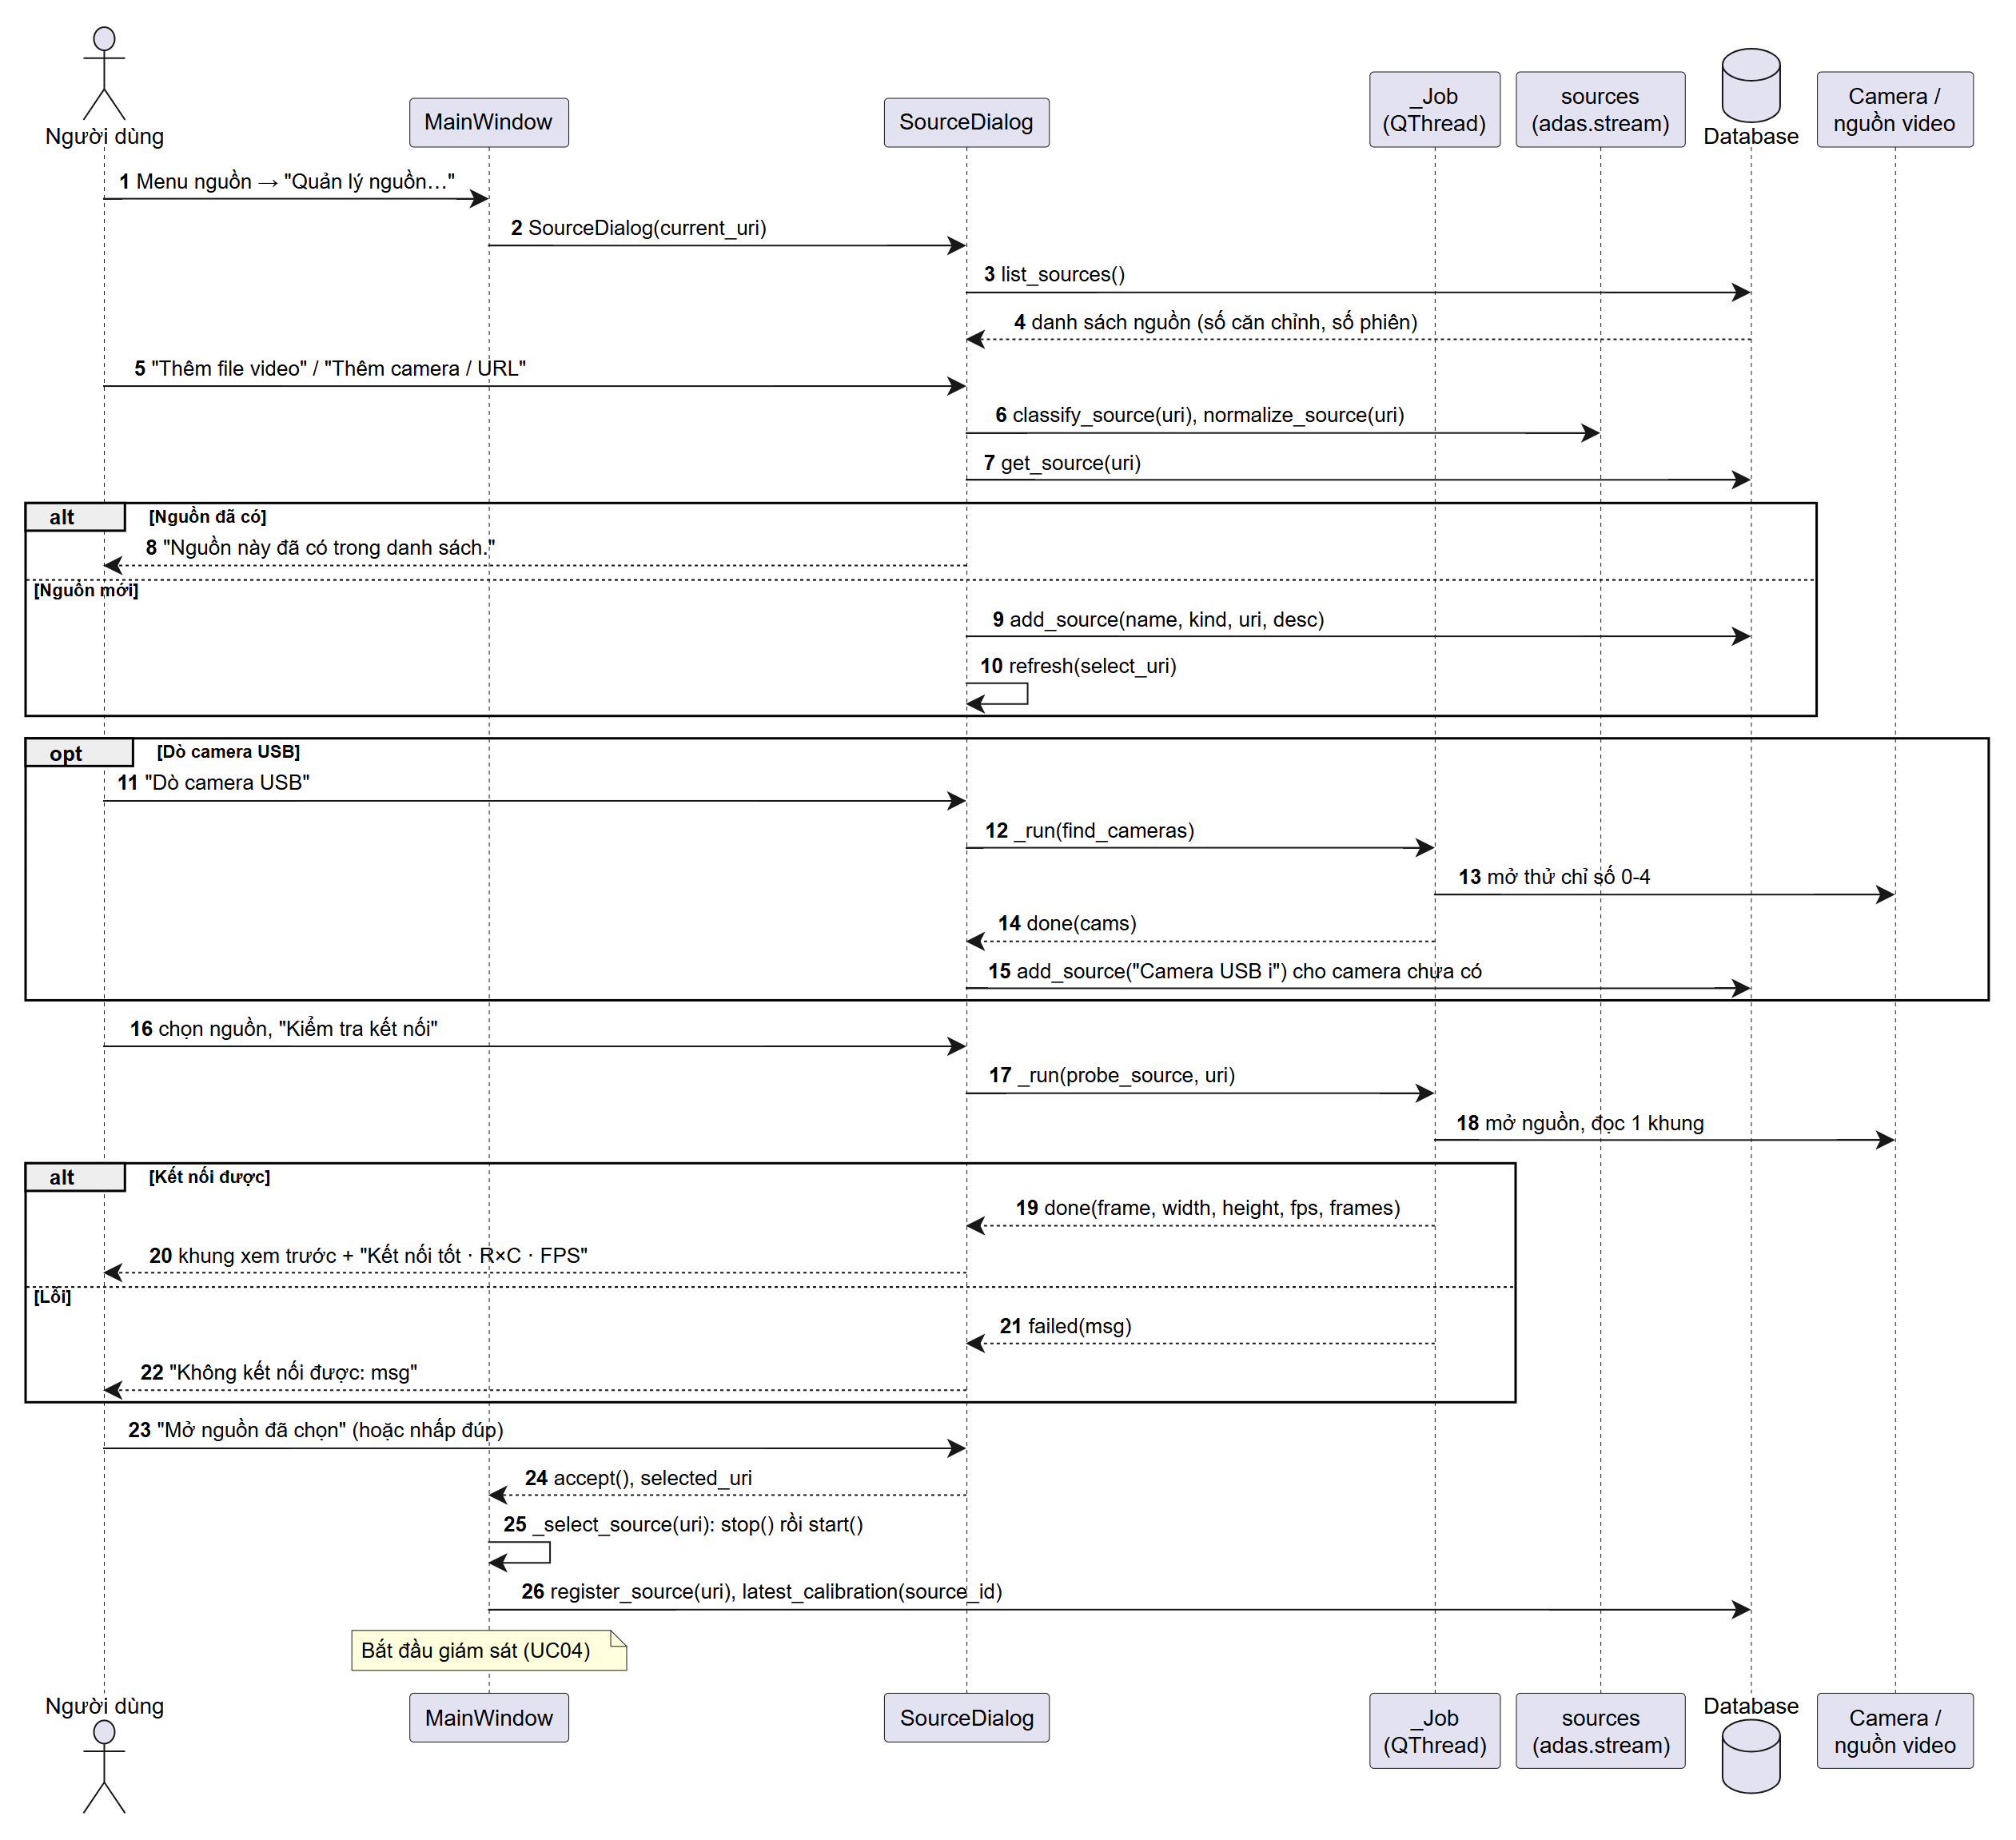 Người dùng
MainWindow
SourceDialog
_Job
(QThread)
sources
(adas.stream)
Database
Camera /
nguồn video
1 Menu nguồn → "Quản lý nguồn…"
2 SourceDialog(current_uri)
3 list_sources()
4 danh sách nguồn (số căn chỉnh, số phiên)
5 "Thêm file video" / "Thêm camera / URL"
6 classify_source(uri), normalize_source(uri)
7 get_source(uri)
alt [Nguồn đã có]
8 "Nguồn này đã có trong danh sách."
[Nguồn mới]
9 add_source(name, kind, uri, desc)
10 refresh(select_uri)
opt [Dò camera USB]
11 "Dò camera USB"
12 _run(find_cameras)
13 mở thử chỉ số 0-4
14 done(cams)
15 add_source("Camera USB i") cho camera chưa có
16 chọn nguồn, "Kiểm tra kết nối"
17 _run(probe_source, uri)
18 mở nguồn, đọc 1 khung
alt [Kết nối được]
19 done(frame, width, height, fps, frames)
20 khung xem trước + "Kết nối tốt · R×C · FPS"
[Lỗi]
21 failed(msg)
22 "Không kết nối được: msg"
23 "Mở nguồn đã chọn" (hoặc nhấp đúp)
24 accept(), selected_uri
25 _select_source(uri): stop() rồi start()
26 register_source(uri), latest_calibration(source_id)
Bắt đầu giám sát (UC04)
Người dùng
MainWindow
SourceDialog
_Job
(QThread)
sources
(adas.stream)
Database
Camera /
nguồn video